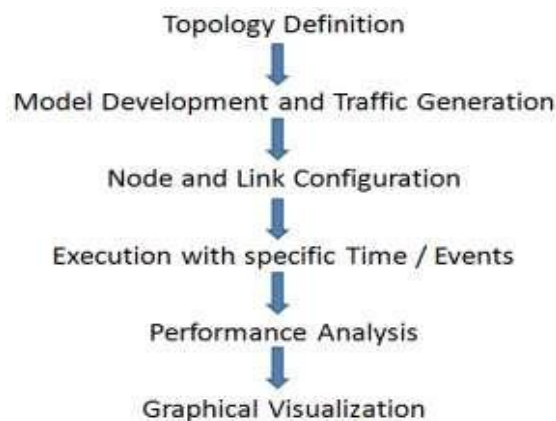 Topology Definition
Model Development and Traffic Generation
Node and Link Configuration
Execution with specific Time / Events
Performance Analysis
Graphical Visualization